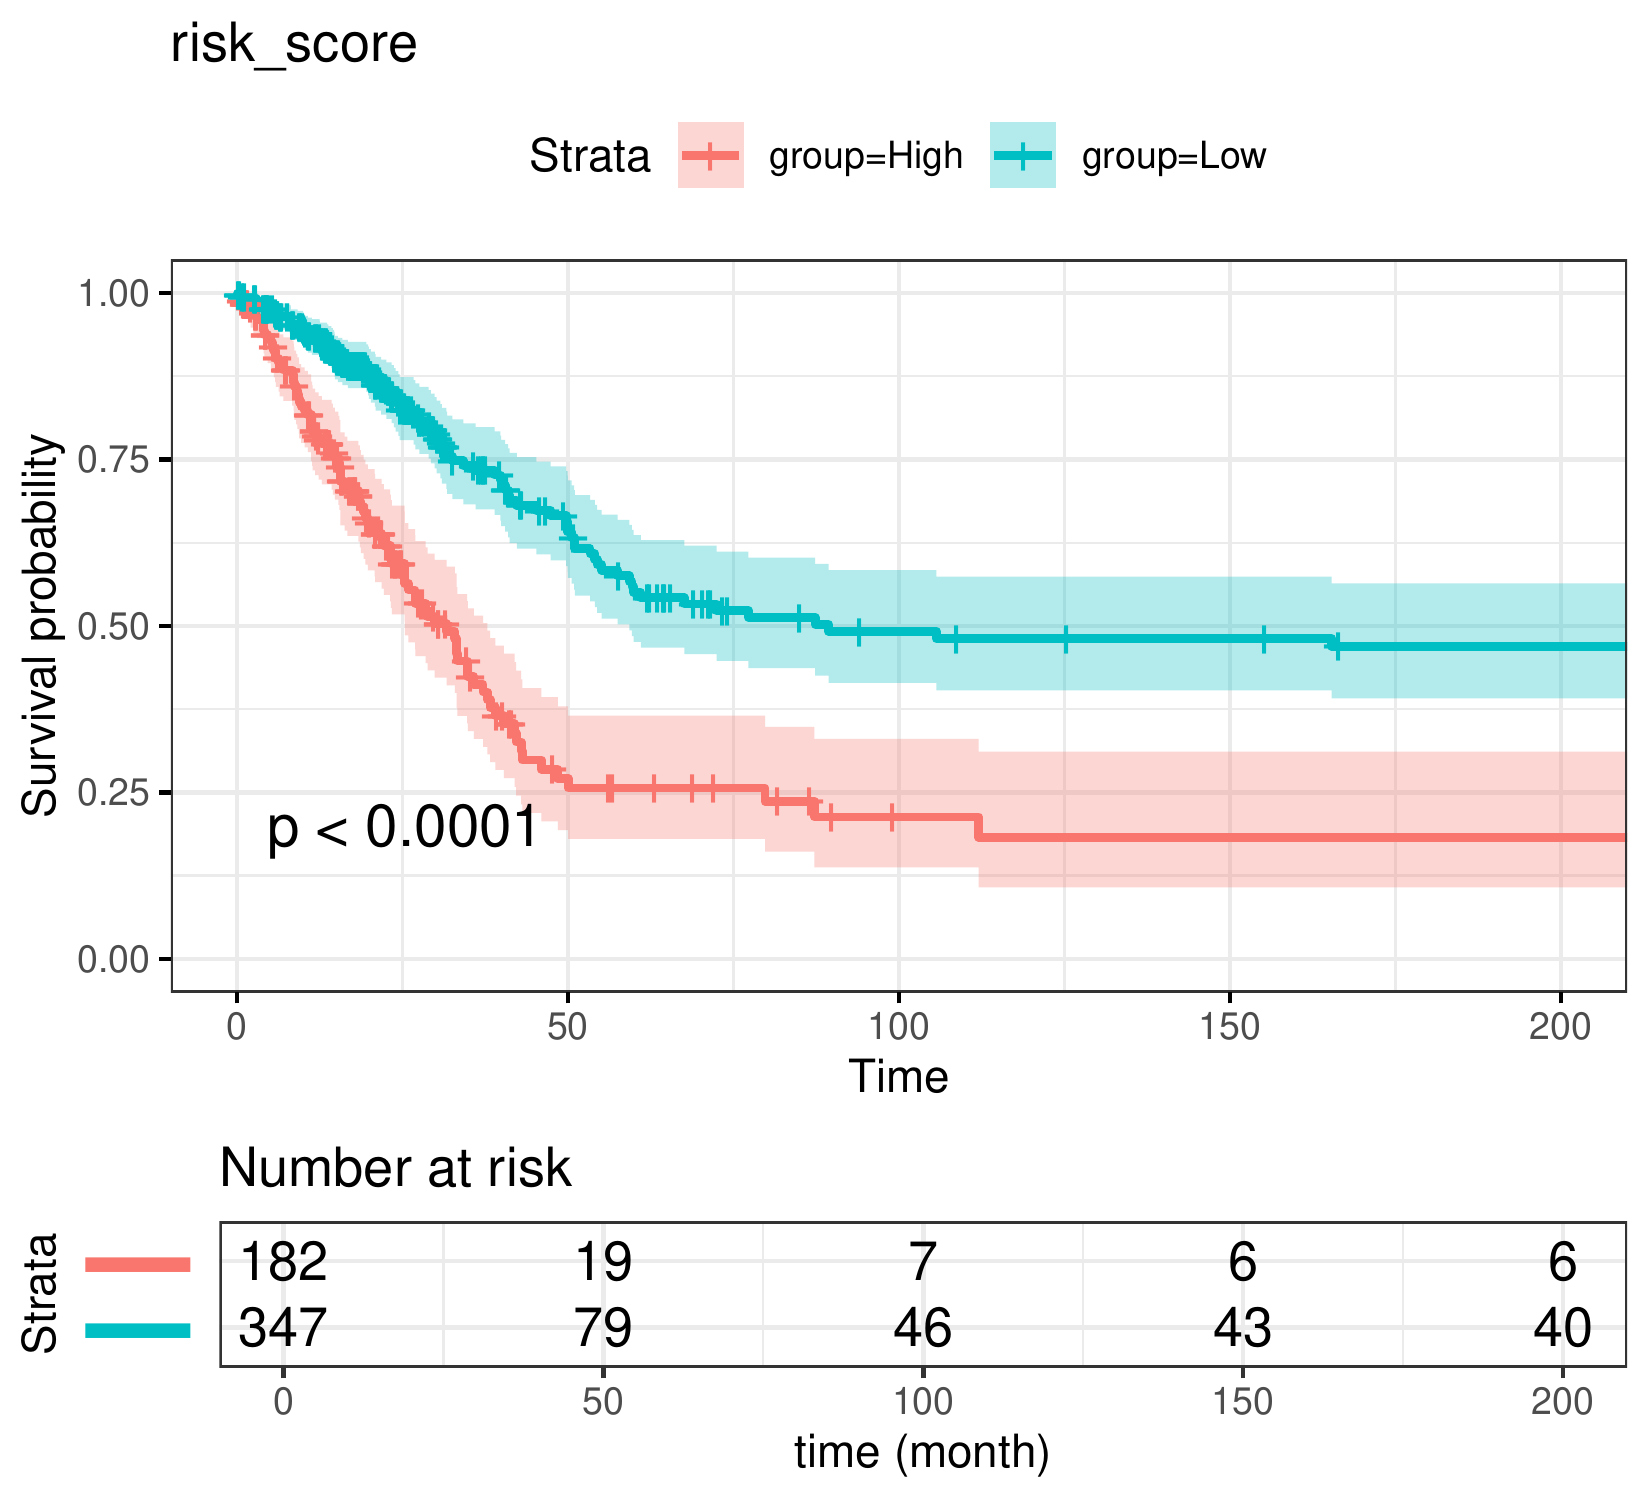 risk_score
Strata group=High group=Low
Survival probability
1.00
0.75
0.50
0.25
0.00
p < 0.0001
0 50 100 150 200
Time
Number at risk
Strata
182 19 7 6 6
347 79 46 43 40
0 50 100 150 200
time (month)